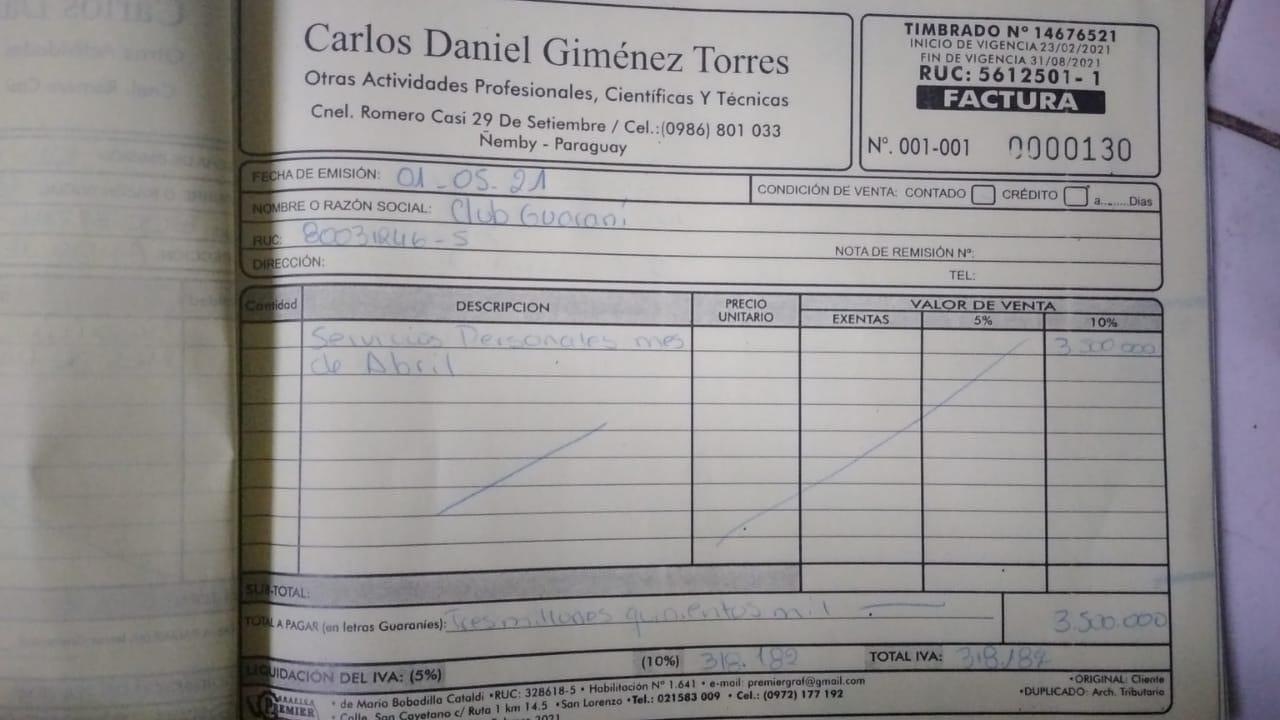 Carlos Daniel Giménez Torres
Otras Actividades Profesionales, Científicas Y Técnicas
Cnel. Romero Casi 29 De Setiembre / Cel.:(0986) 801 033
Ñemby - Paraguay
TIMBRADO Nº 14676521
INICIO DE VIGENCIA 23/02/2021
FIN DE VIGENCIA 31/08/2021
RUC: 5612501-1
FACTURA
Nº. 001-001 0000130
FECHA DE EMISIÓN: 01-05-21
CONDICIÓN DE VENTA: CONTADO CRÉDITO a........Dias
NOMBRE O RAZÓN SOCIAL: Club Guaraní
RUC: 80031246-5
NOTA DE REMISIÓN Nº:
DIRECCIÓN:
TEL:
Cantidad DESCRIPCION PRECIO UNITARIO VALOR DE VENTA
EXENTAS 5% 10%
Servicios Personales mes 3.500.000
de Abril
SUB-TOTAL:
TOTAL A PAGAR (en letras Guaraníes): Tres millones quinientos mil 3.500.000
LIQUIDACIÓN DEL IVA: (5%) (10%) 318.182 TOTAL IVA: 318.182
PREMIER
de Mario Bobadilla Cataldi •RUC: 328618-5 • Habilitación Nº 1.641 • e-mail: premiergraf@gmail.com
• Calle. San Cayetano c/ Ruta 1 km 14.5 •San Lorenzo •Tel.: 021583 009 • Cel.: (0972) 177 192
•ORIGINAL: Cliente
•DUPLICADO: Arch. Tributario
2021